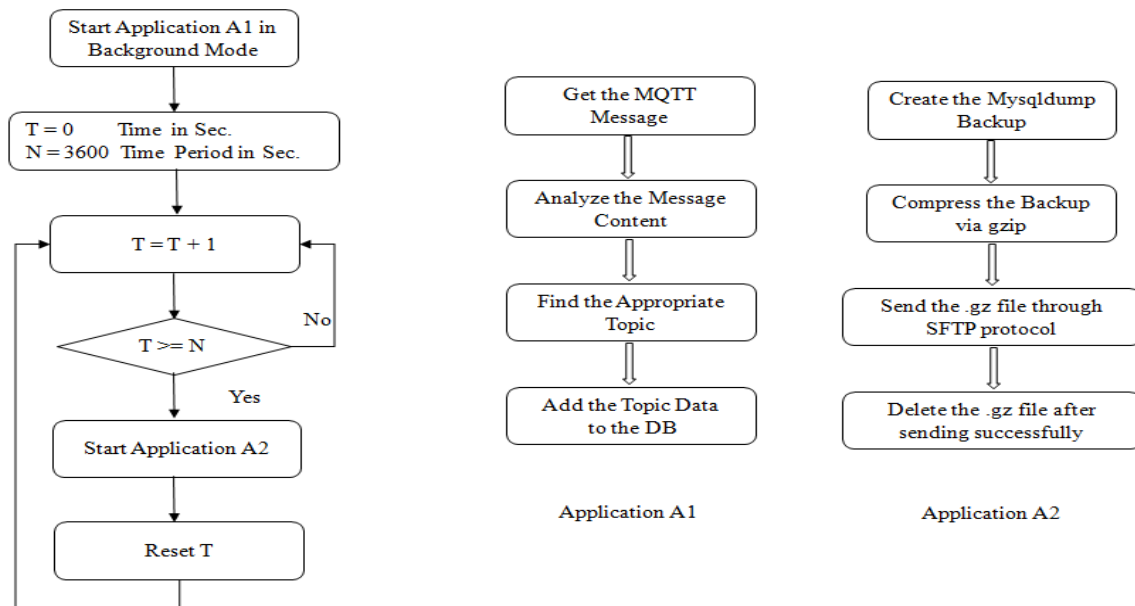 Start Application A1 in
Background Mode
T = 0 Time in Sec.
N = 3600 Time Period in Sec.
T = T + 1
No
T >= N
Yes
Start Application A2
Reset T
Get the MQTT
Message
Analyze the Message
Content
Find the Appropriate
Topic
Add the Topic Data
to the DB
Application A1
Create the Mysqldump
Backup
Compress the Backup
via gzip
Send the .gz file through
SFTP protocol
Delete the .gz file after
sending successfully
Application A2